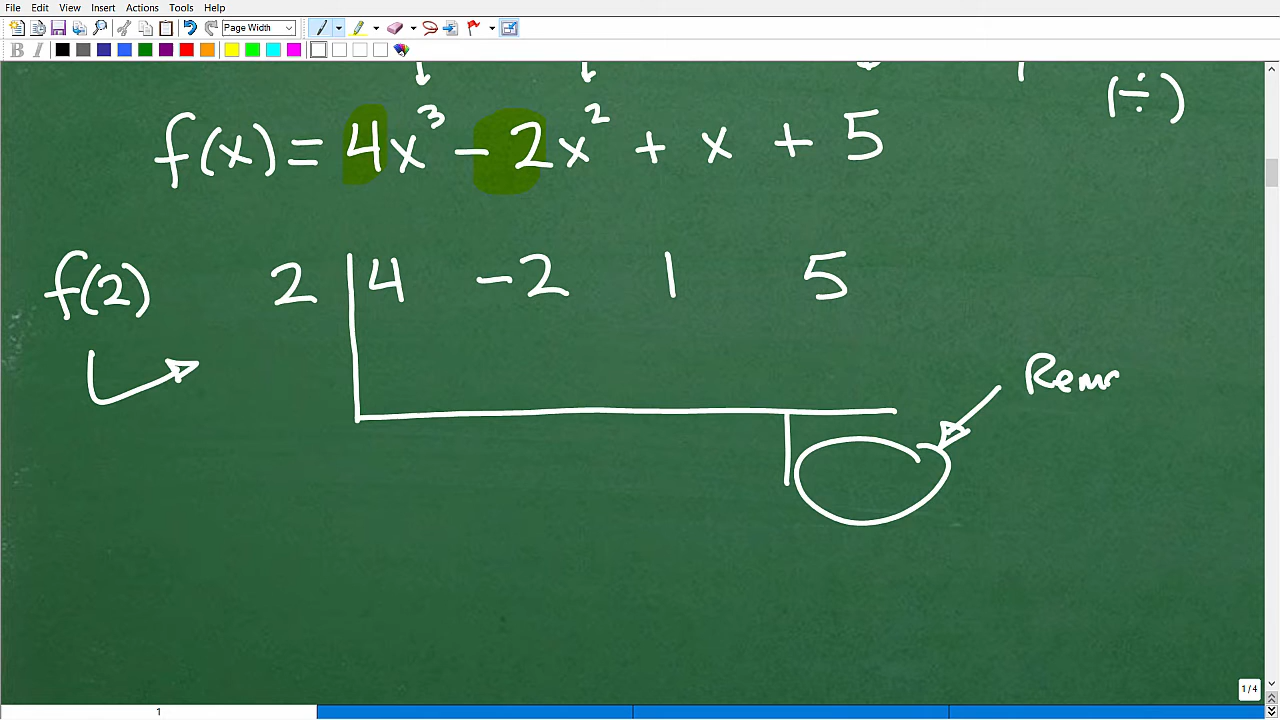 File Edit View Insert Actions Tools Help
Page Width
B I
(÷)
f(x) = 4x³ - 2x² + x + 5
f(2) 2 4 -2 1 5
Rem
1 / 4
1